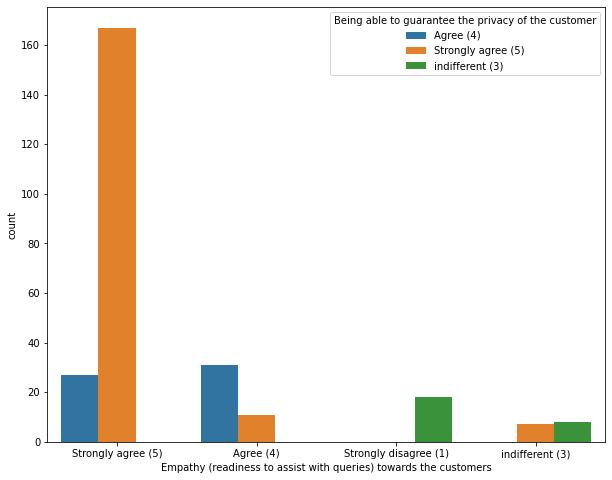 Being able to guarantee the privacy of the customer
Agree (4)
Strongly agree (5)
indifferent (3)
160
140
120
100
80
60
40
20
0
count
Strongly agree (5)
Agree (4)
Strongly disagree (1)
indifferent (3)
Empathy (readiness to assist with queries) towards the customers